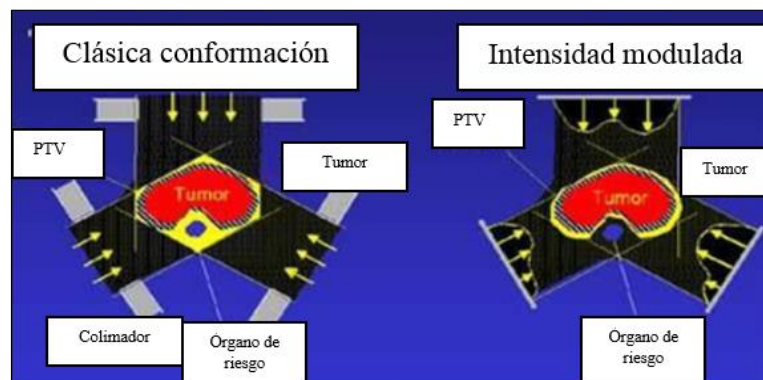 Clásica conformación
Intensidad modulada
PTV
Tumor
PTV
Tumor
Tumor
Tumor
Colimador
Órgano de
riesgo
Órgano de
riesgo